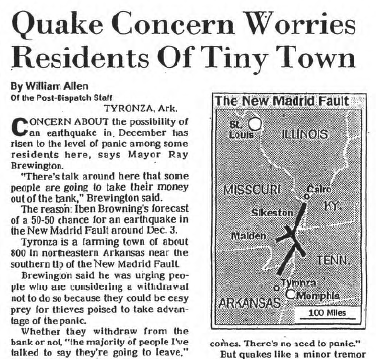 Quake Concern Worries
Residents Of Tiny Town
By William Allen
Of the Post-Dispatch Staff
TYRONZA, Ark.
CONCERN ABOUT the possibility of
an earthquake in December has
risen to the level of panic among some
residents here, says Mayor Ray
Brewington.
"There's talk around here that some
people are going to take their money
out of the bank," Brewington said.
The reason: Iben Browning's forecast
of a 50-50 chance for an earthquake in
the New Madrid Fault around Dec. 3.
Tyronza is a farming town of about
800 in northeastern Arkansas near the
southern tip of the New Madrid Fault.
Brewington said he was urging peo-
ple who are considering a withdrawal
not to do so because they could be easy
prey for thieves poised to take advan-
tage of the panic.
Whether they withdraw from the
bank or not, "the majority of people I've
talked to say they're going to leave,"
The New Madrid Fault
St.
Louis
ILLINOIS
MISSOURI
Cairo
KY.
Sikeston
Malden
TENN.
Tyronza
ARKANSAS
Memphis
100 Miles
comes. There's no need to panic."
But quakes like a minor tremor